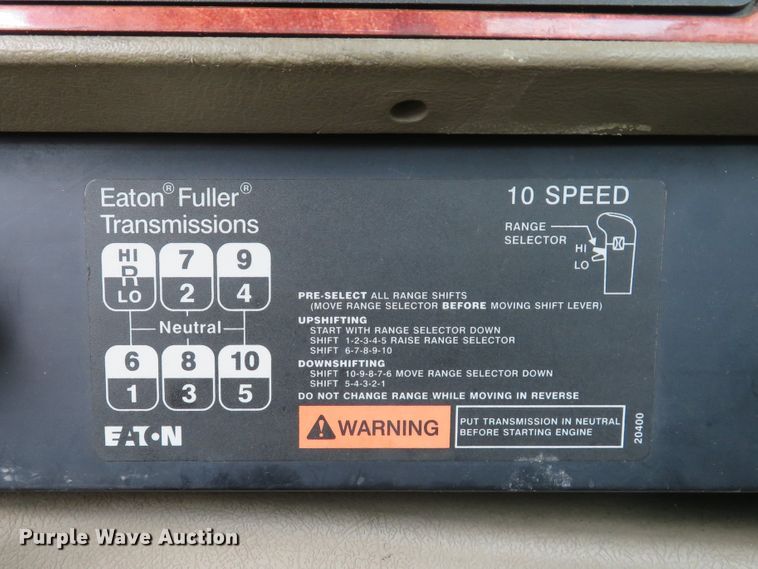 Eaton® Fuller®
Transmissions
10 SPEED
RANGE
SELECTOR
HI
LO
HI
R
LO
7
2
9
4
Neutral
6
1
8
3
10
5
PRE-SELECT ALL RANGE SHIFTS
(MOVE RANGE SELECTOR BEFORE MOVING SHIFT LEVER)
UPSHIFTING
START WITH RANGE SELECTOR DOWN
SHIFT 1-2-3-4-5 RAISE RANGE SELECTOR
SHIFT 6-7-8-9-10
DOWNSHIFTING
SHIFT 10-9-8-7-6 MOVE RANGE SELECTOR DOWN
SHIFT 5-4-3-2-1
DO NOT CHANGE RANGE WHILE MOVING IN REVERSE
WARNING
PUT TRANSMISSION IN NEUTRAL
BEFORE STARTING ENGINE
20400
EATON
Purple Wave Auction